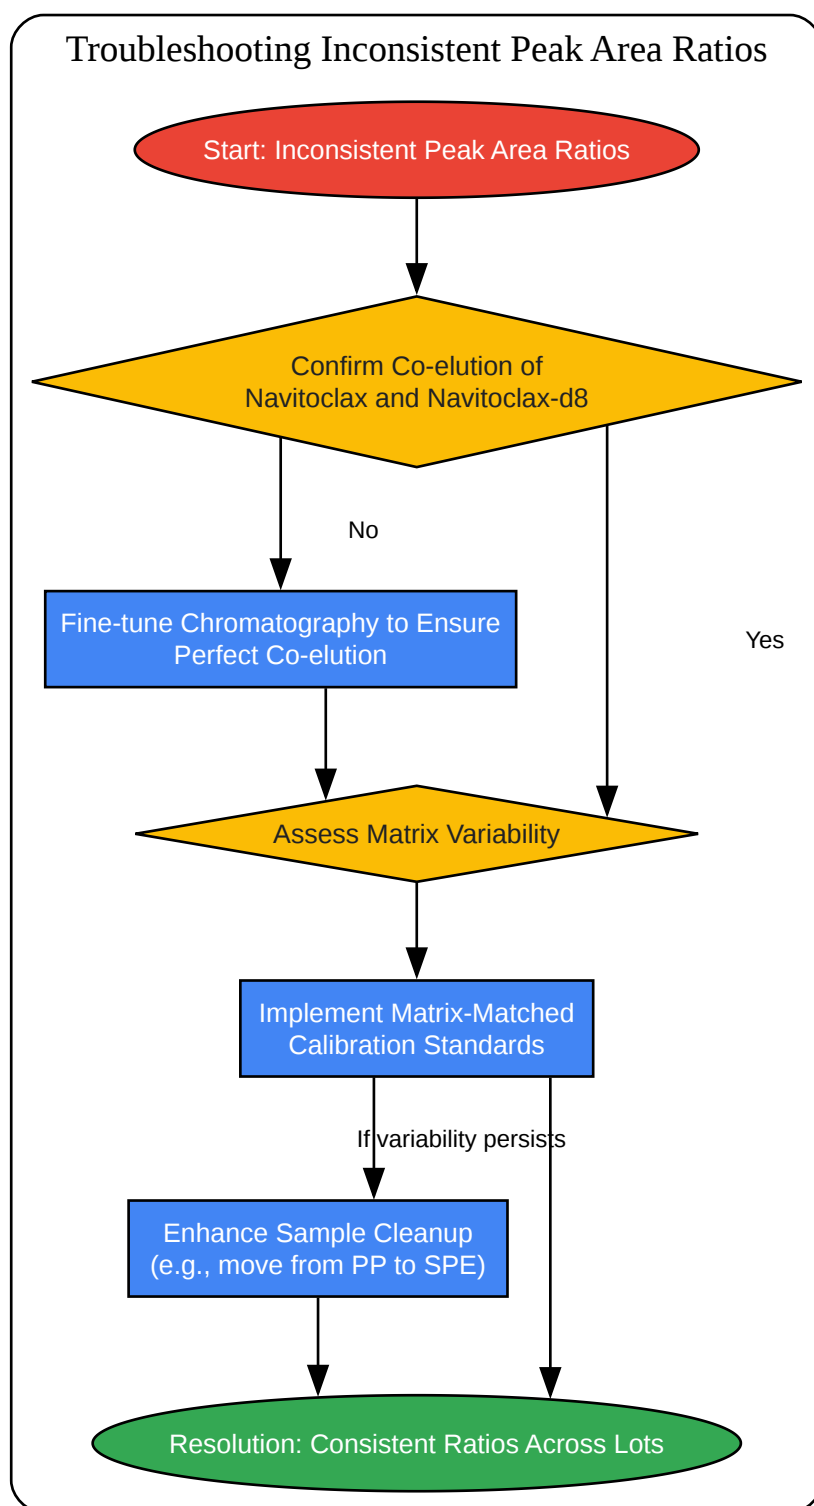 Troubleshooting Inconsistent Peak Area Ratios
Start: Inconsistent Peak Area Ratios
Confirm Co-elution of
Navitoclax and Navitoclax-d8
No
Fine-tune Chromatography to Ensure
Perfect Co-elution
Yes
Assess Matrix Variability
Implement Matrix-Matched
Calibration Standards
If variability persists
Enhance Sample Cleanup
(e.g., move from PP to SPE)
Resolution: Consistent Ratios Across Lots